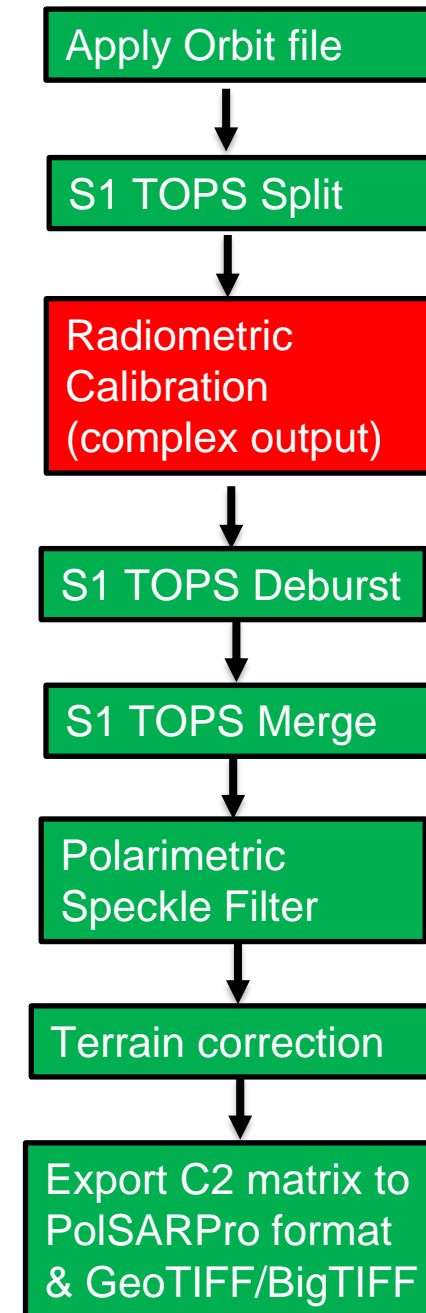 Apply Orbit file
S1 TOPS Split
Radiometric
Calibration
(complex output)
S1 TOPS Deburst
S1 TOPS Merge
Polarimetric
Speckle Filter
Terrain correction
Export C2 matrix to
PolSARPro format
& GeoTIFF/BigTIFF